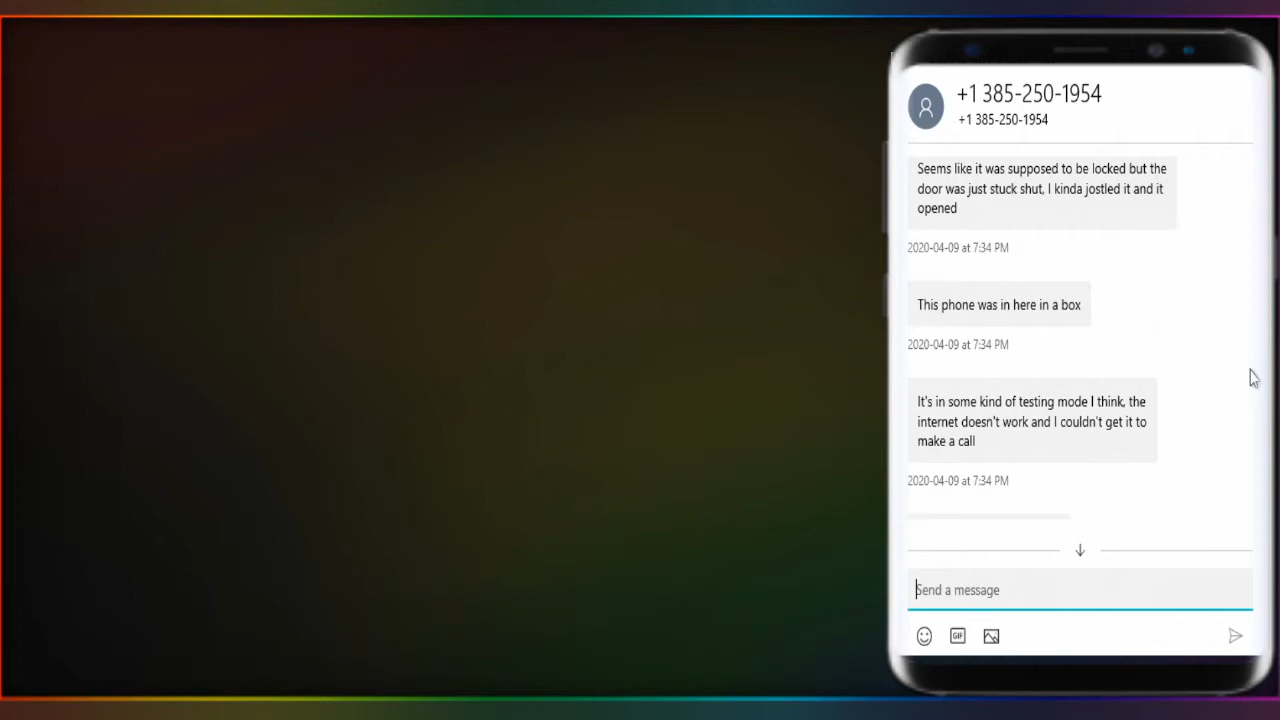 +1 385-250-1954
+1 385-250-1954
Seems like it was supposed to be locked but the
door was just stuck shut, I kinda jostled it and it
opened
2020-04-09 at 7:34 PM
This phone was in here in a box
2020-04-09 at 7:34 PM
It's in some kind of testing mode I think, the
internet doesn't work and I couldn't get it to
make a call
2020-04-09 at 7:34 PM
Send a message
GIF